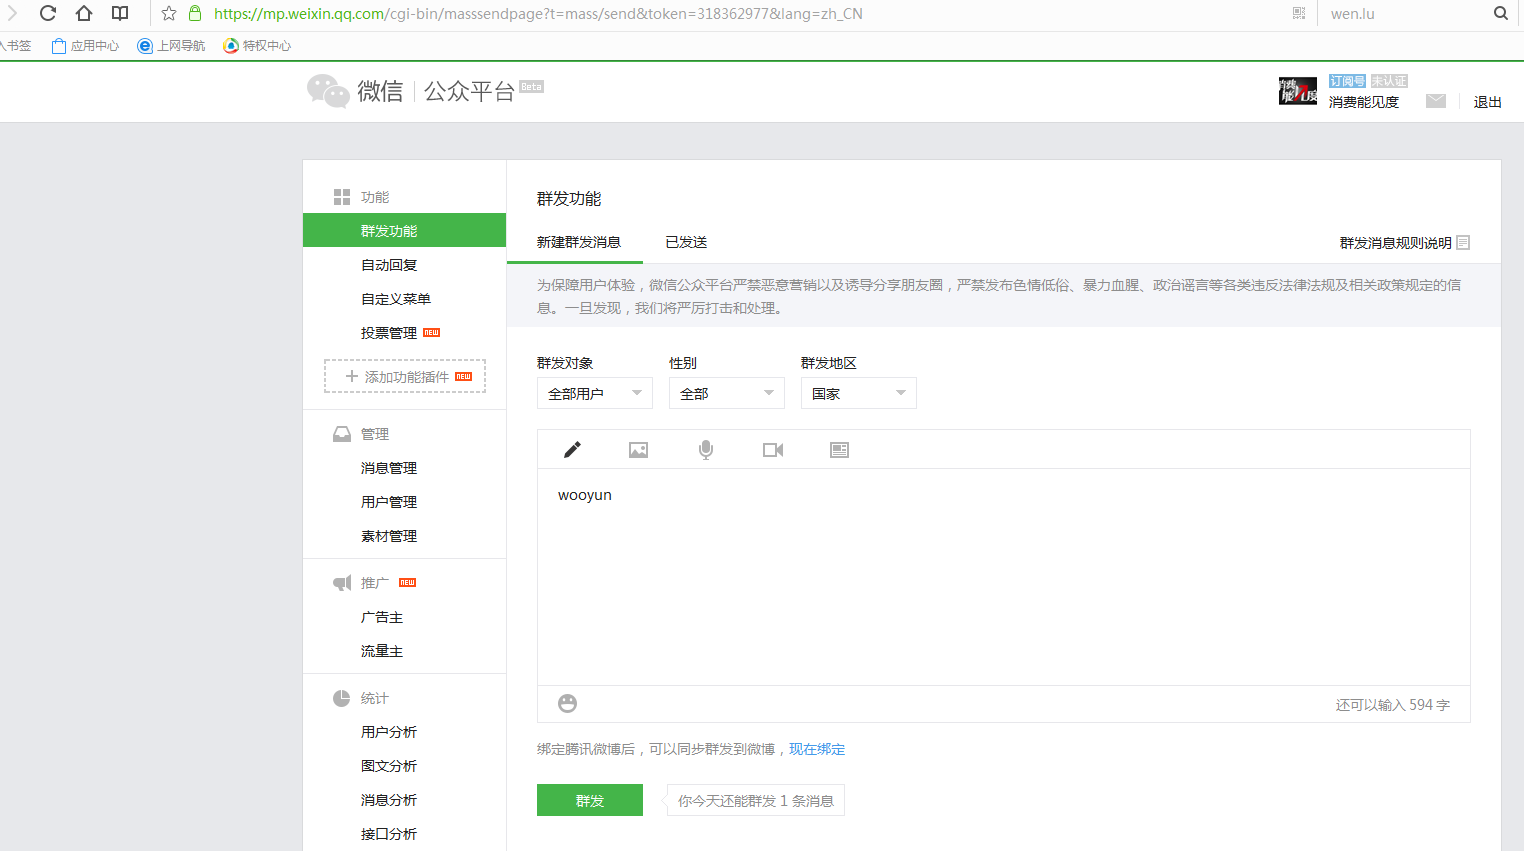 https://mp.weixin.qq.com/cgi-bin/masssendpage?t=mass/send&token=318362977&lang=zh_CN
wen.lu
入书签 应用中心 上网导航 特权中心
微信 公众平台 Beta
订阅号 未认证
消费能见度 退出
功能
群发功能
自动回复
自定义菜单
投票管理 NEW
添加功能插件 NEW
管理
消息管理
用户管理
素材管理
推广 NEW
广告主
流量主
统计
用户分析
图文分析
消息分析
接口分析
群发功能
新建群发消息 已发送 群发消息规则说明
为保障用户体验，微信公众平台严禁恶意营销以及诱导分享朋友圈，严禁发布色情低俗、暴力血腥、政治谣言等各类违反法律法规及相关政策规定的信
息。一旦发现，我们将严厉打击和处理。
群发对象 性别 群发地区
全部用户 全部 国家
wooyun
还可以输入 594 字
绑定腾讯微博后，可以同步群发到微博，现在绑定
群发 你今天还能群发 1 条消息